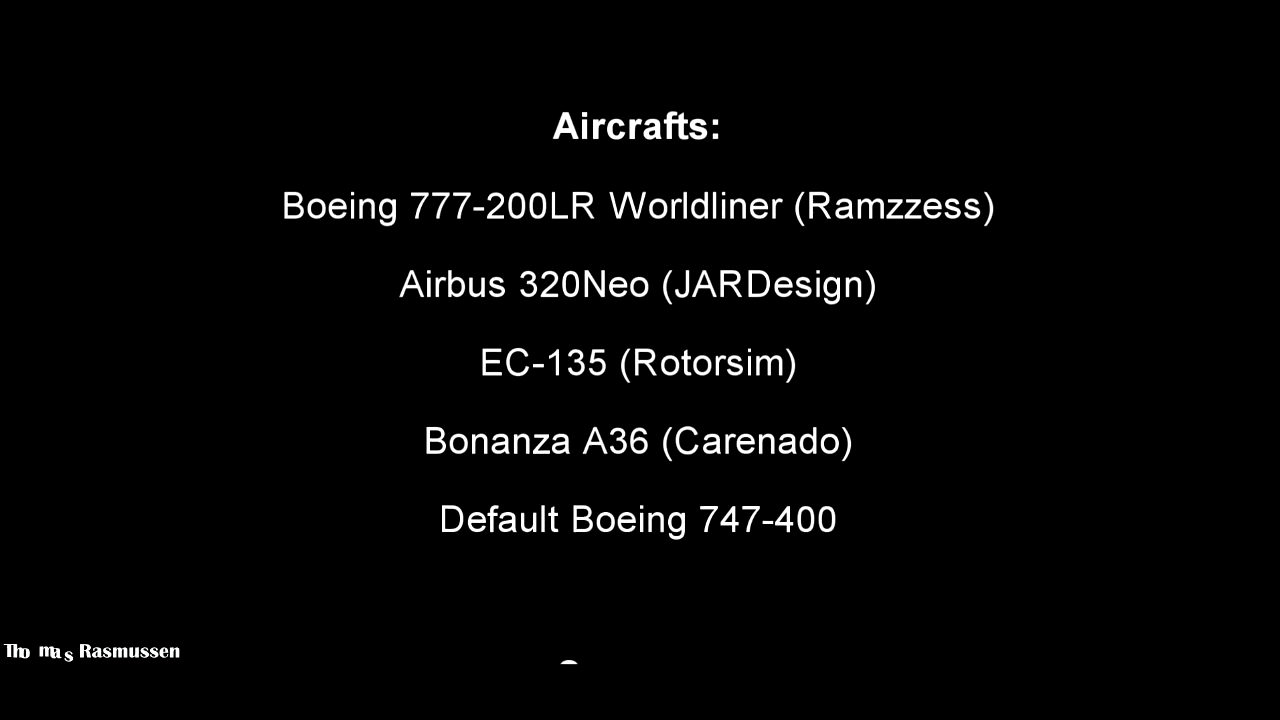 Aircrafts:
Boeing 777-200LR Worldliner (Ramzzess)
Airbus 320Neo (JARDesign)
EC-135 (Rotorsim)
Bonanza A36 (Carenado)
Default Boeing 747-400
Thomas Rasmussen